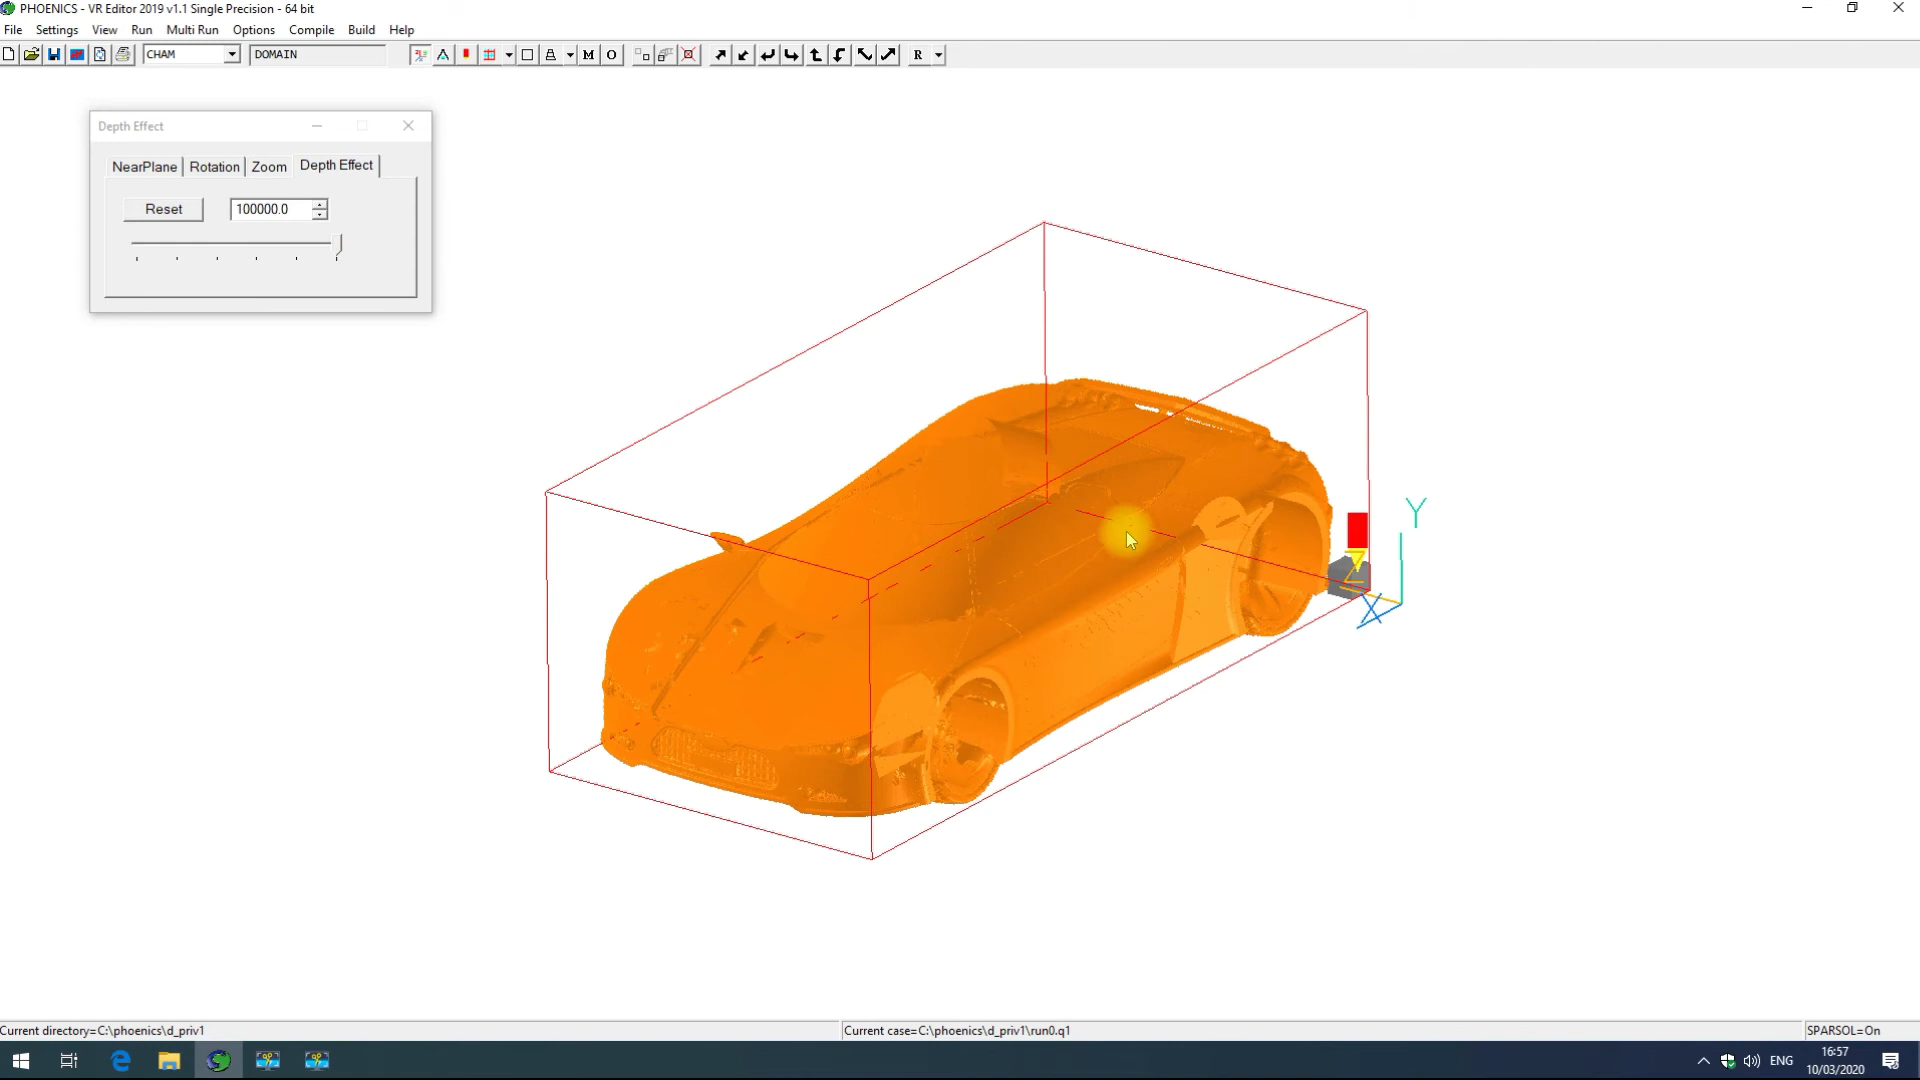 PHOENICS - VR Editor 2019 v1.1 Single Precision - 64 bit
File Settings View Run Multi Run Options Compile Build Help
CHAM DOMAIN M O R
Depth Effect
NearPlane Rotation Zoom Depth Effect
Reset 100000.0
Y
Z
X
Current directory=C:\phoenics\d_priv1 Current case=C:\phoenics\d_priv1\run0.q1 SPARSOL=On
ENG
16:57
10/03/2020